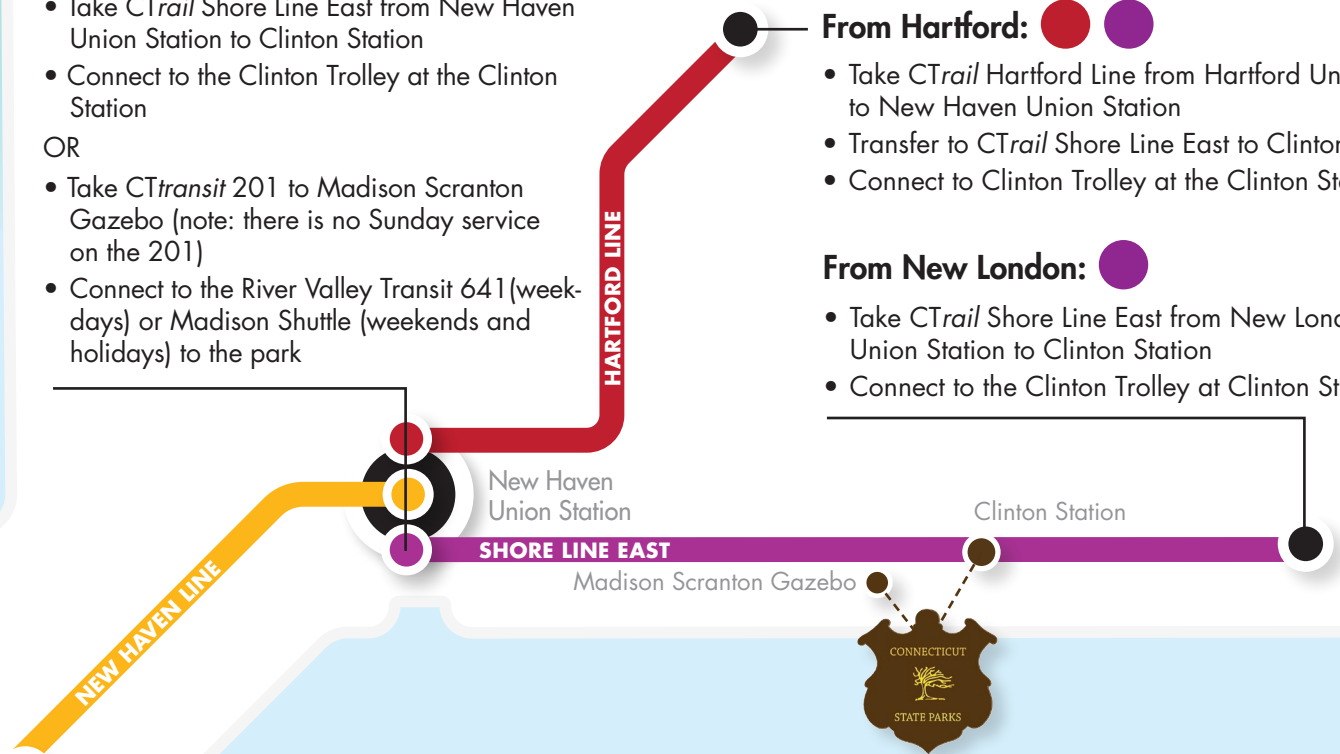 • Take CTrail Shore Line East from New Haven
Union Station to Clinton Station
• Connect to the Clinton Trolley at the Clinton
Station
OR
• Take CTtransit 201 to Madison Scranton
Gazebo (note: there is no Sunday service
on the 201)
• Connect to the River Valley Transit 641(week-
days) or Madison Shuttle (weekends and
holidays) to the park
From Hartford:
• Take CTrail Hartford Line from Hartford
to New Haven Union Station
• Transfer to CTrail Shore Line East to
• Connect to Clinton Trolley at the Clinton
From New London:
• Take CTrail Shore Line East from New
Union Station to Clinton Station
• Connect to the Clinton Trolley at Clinton
HARTFORD LINE
New Haven
Union Station
Clinton Station
SHORE LINE EAST
Madison Scranton Gazebo
NEW HAVEN LINE
CONNECTICUT
STATE PARKS